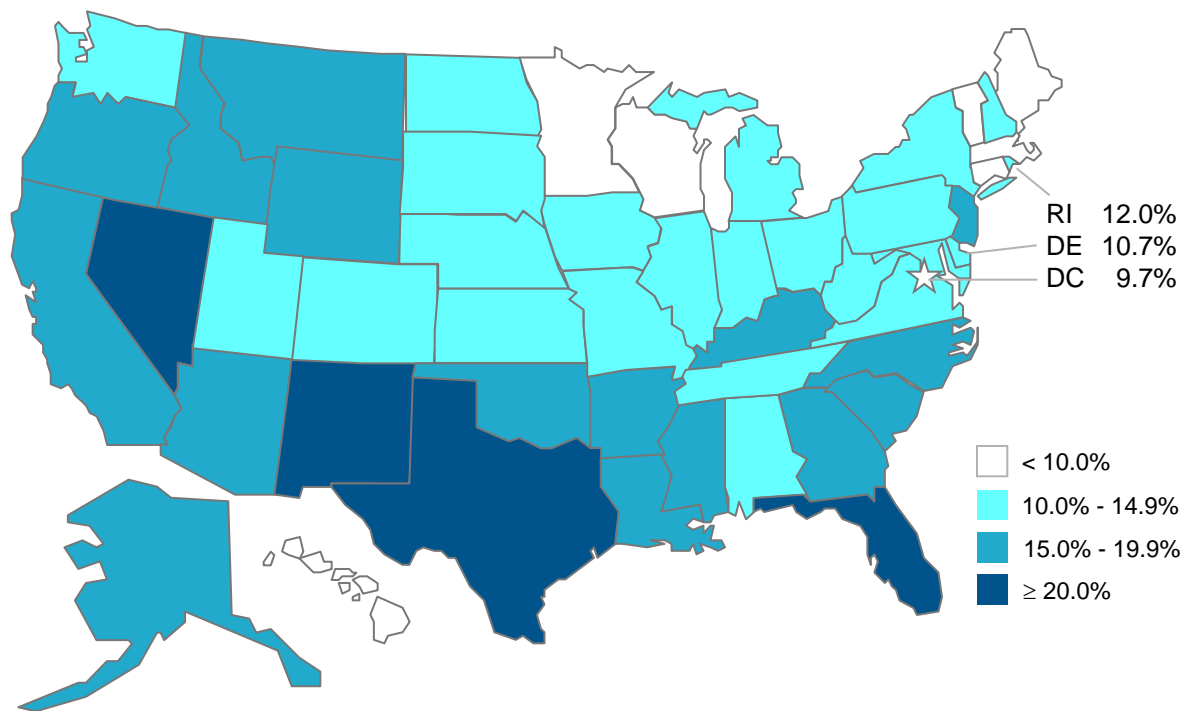 RI 12.0%
DE 10.7%
DC 9.7%
< 10.0%
10.0% - 14.9%
15.0% - 19.9%
≥ 20.0%